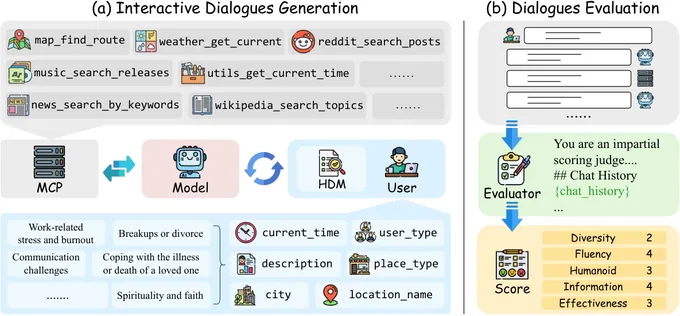 (a) Interactive Dialogues Generation
map_find_route
weather_get_current
reddit_search_posts
music_search_releases
utils_get_current_time
......
news_search_by_keywords
wikipedia_search_topics
......
MCP
Model
HDM
User
Work-related
stress and burnout
Breakups or divorce
Communication
challenges
Coping with the illness
or death of a loved one
.......
Spirituality and faith
current_time
user_type
description
place_type
city
location_name
(b) Dialogues Evaluation
......
Evaluator
You are an impartial
scoring judge....
## Chat History
{chat_history}
...
Score
Diversity 2
Fluency 4
Humanoid 3
Information 4
Effectiveness 3